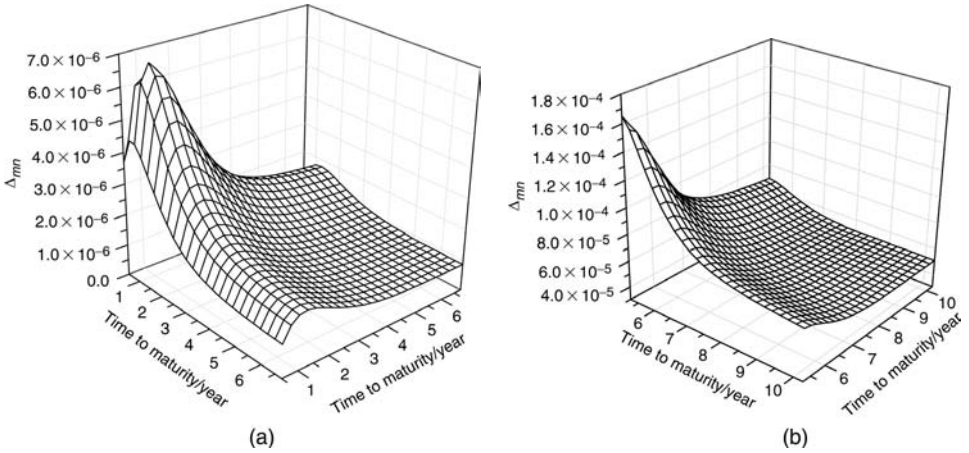 7.0 × 10⁻⁶
6.0 × 10⁻⁶
5.0 × 10⁻⁶
4.0 × 10⁻⁶
3.0 × 10⁻⁶
2.0 × 10⁻⁶
1.0 × 10⁻⁶
0.0
Δmn
1 2 3 4 5 6
Time to maturity/year
1 2 3 4 5 6
Time to maturity/year
(a)
1.8 × 10⁻⁴
1.6 × 10⁻⁴
1.4 × 10⁻⁴
1.2 × 10⁻⁴
1.0 × 10⁻⁴
8.0 × 10⁻⁵
6.0 × 10⁻⁵
4.0 × 10⁻⁵
Δmn
6 7 8 9 10
Time to maturity/year
6 7 8 9 10
Time to maturity/year
(b)